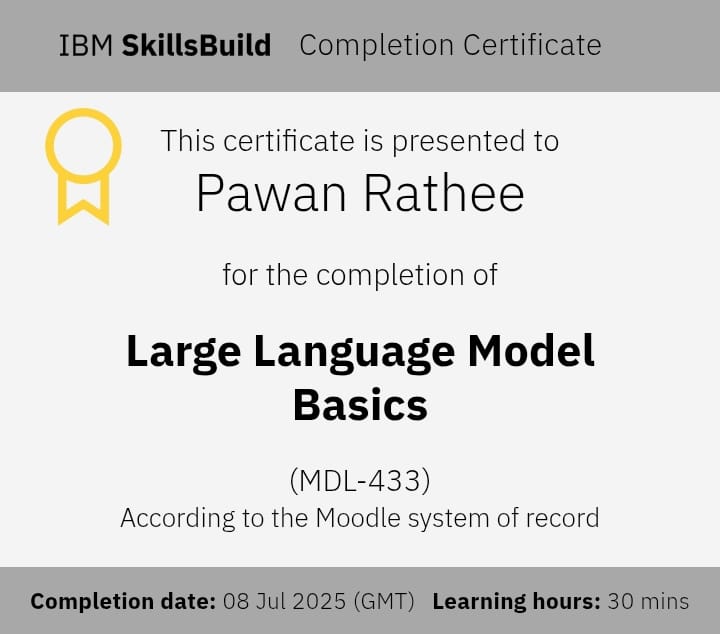 IBM SkillsBuild Completion Certificate
This certificate is presented to
Pawan Rathee
for the completion of
Large Language Model
Basics
(MDL-433)
According to the Moodle system of record
Completion date: 08 Jul 2025 (GMT) Learning hours: 30 mins